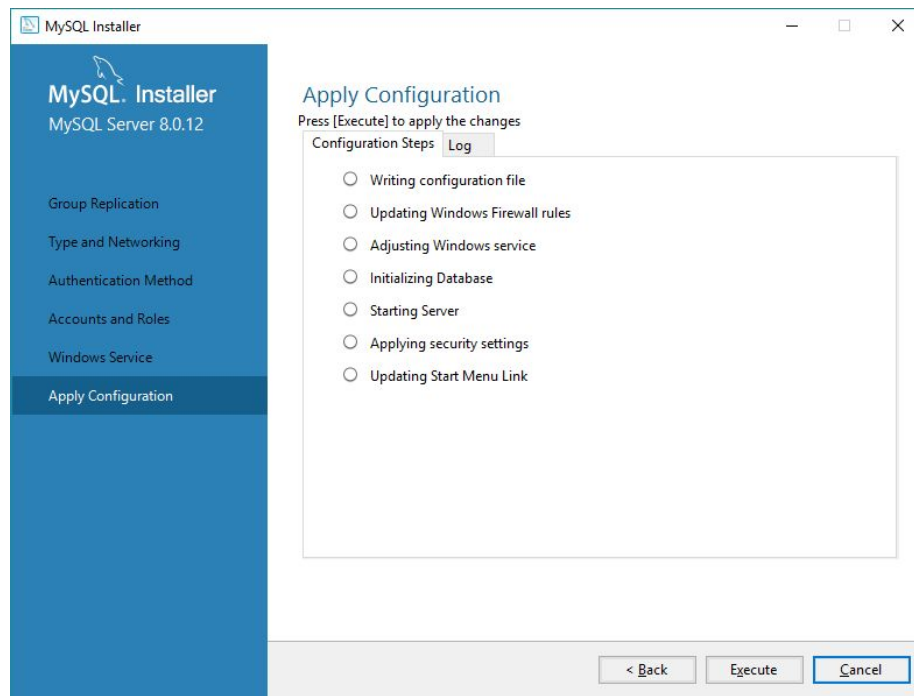 MySQL Installer
MySQL. Installer
MySQL Server 8.0.12
Group Replication
Type and Networking
Authentication Method
Accounts and Roles
Windows Service
Apply Configuration
Apply Configuration
Press [Execute] to apply the changes
Configuration Steps Log
Writing configuration file
Updating Windows Firewall rules
Adjusting Windows service
Initializing Database
Starting Server
Applying security settings
Updating Start Menu Link
< Back Execute Cancel